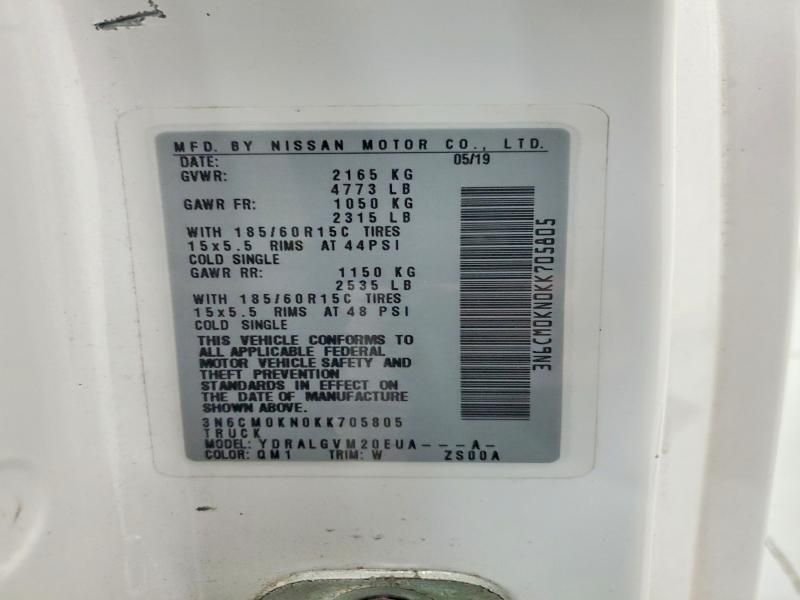 MFD. BY NISSAN MOTOR CO., LTD.
DATE: 05/19
GVWR: 2165 KG
4773 LB
GAWR FR: 1050 KG
2315 LB
WITH 185/60R15C TIRES
15x5.5 RIMS AT 44PSI
COLD SINGLE
GAWR RR: 1150 KG
2535 LB
WITH 185/60R15C TIRES
15x5.5 RIMS AT 48 PSI
COLD SINGLE
THIS VEHICLE CONFORMS TO
ALL APPLICABLE FEDERAL
MOTOR VEHICLE SAFETY AND
THEFT PREVENTION
STANDARDS IN EFFECT ON
THE DATE OF MANUFACTURE
SHOWN ABOVE.
3N6CM0KN0KK705805
TRUCK
MODEL: YDRALGVM20EUA---A-
COLOR: QM1 TRIM: W ZS00A
3N6CM0KN0KK705805